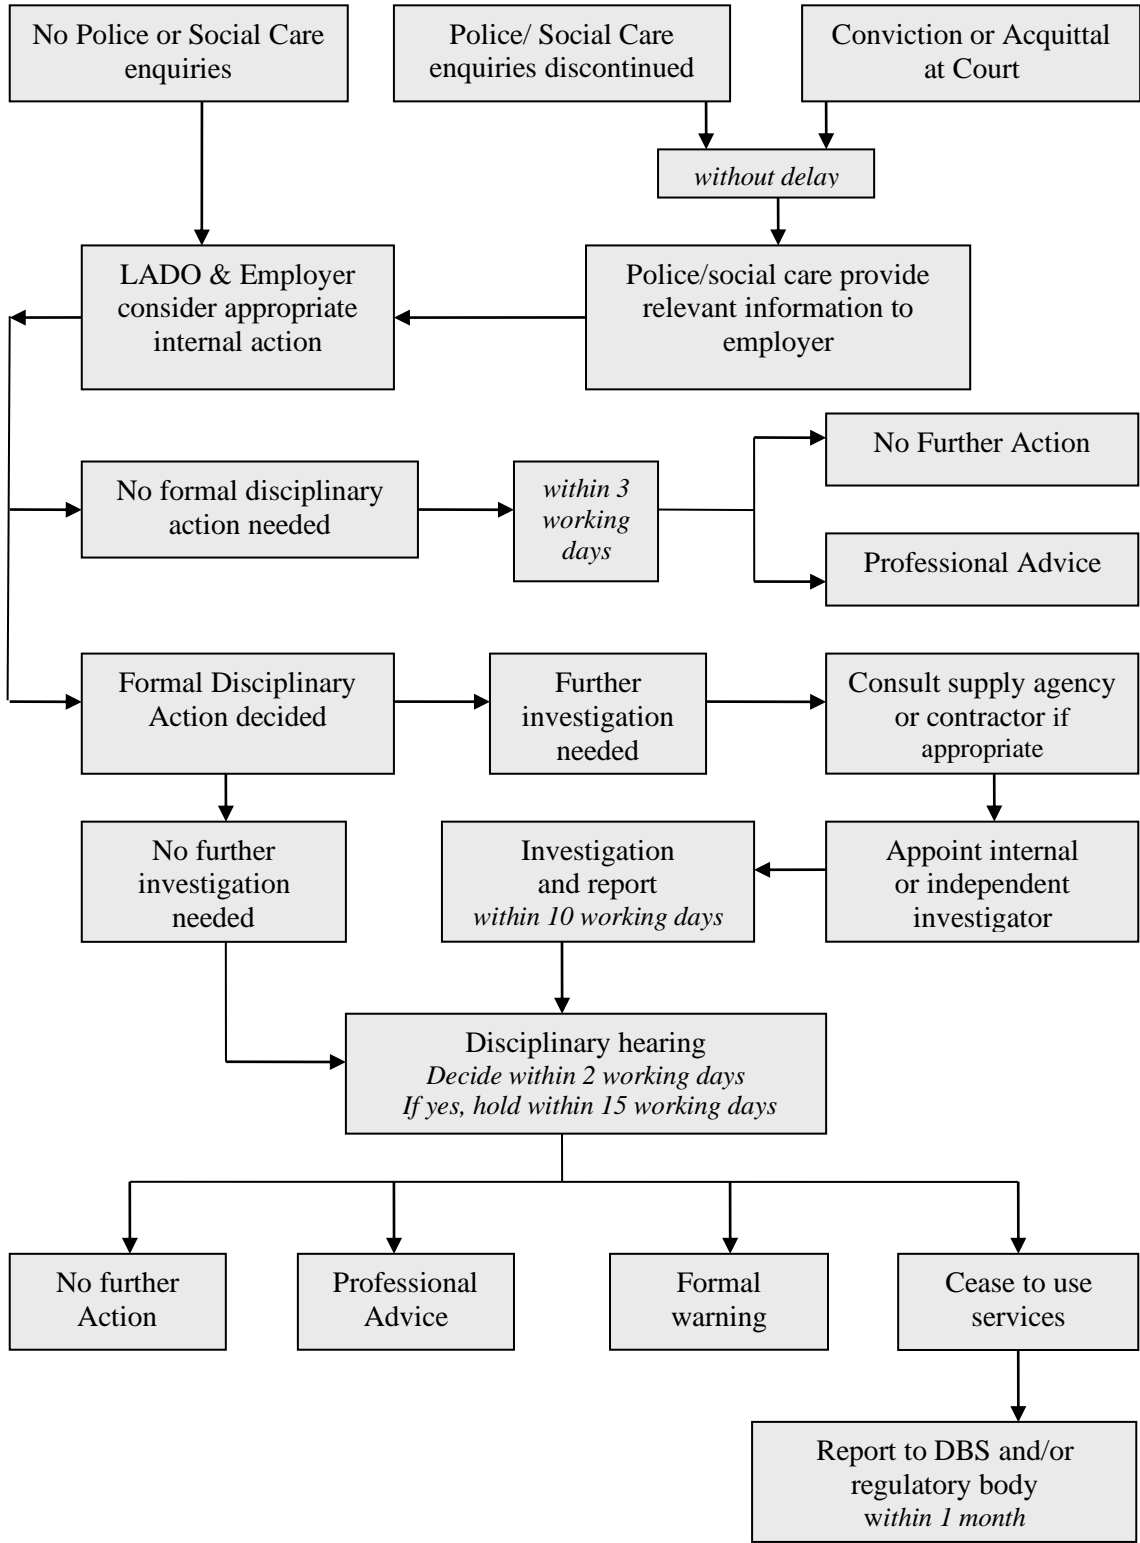 No Police or Social Care
enquiries
Police/ Social Care
enquiries discontinued
Conviction or Acquittal
at Court
without delay
LADO & Employer
consider appropriate
internal action
Police/social care provide
relevant information to
employer
No Further Action
No formal disciplinary
action needed
within 3
working
days
Professional Advice
Formal Disciplinary
Action decided
Further
investigation
needed
Consult supply agency
or contractor if
appropriate
No further
investigation
needed
Investigation
and report
within 10 working days
Appoint internal
or independent
investigator
Disciplinary hearing
Decide within 2 working days
If yes, hold within 15 working days
No further
Action
Professional
Advice
Formal
warning
Cease to use
services
Report to DBS and/or
regulatory body
within 1 month